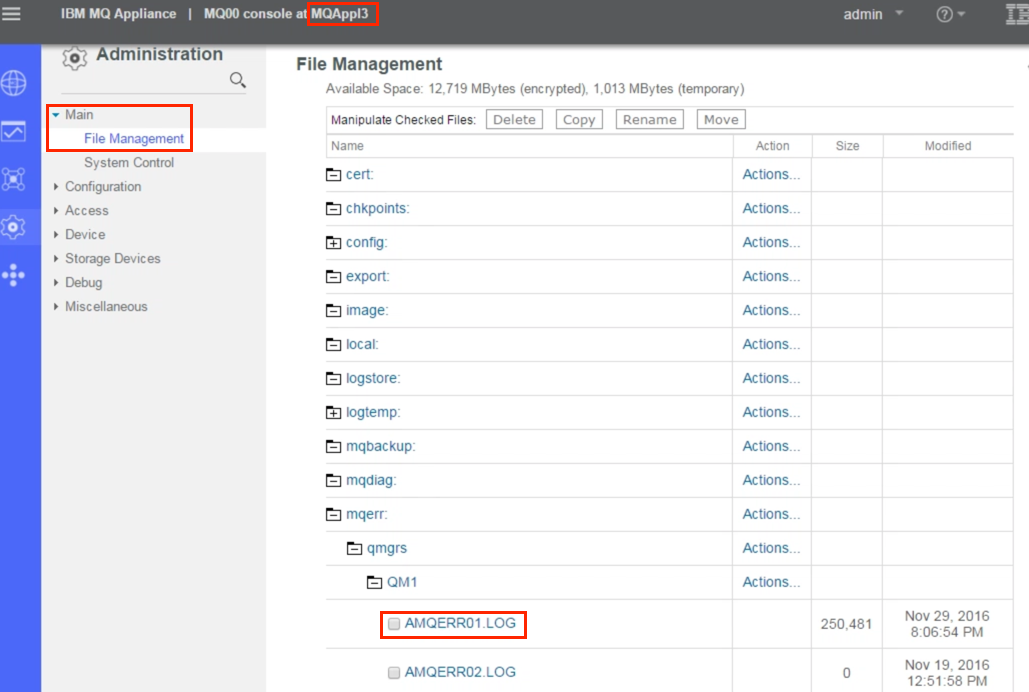 IBM MQ Appliance | MQ00 console at MQAppl3
admin
Administration
Main
File Management
System Control
Configuration
Access
Device
Storage Devices
Debug
Miscellaneous
File Management
Available Space: 12,719 MBytes (encrypted), 1,013 MBytes (temporary)
Manipulate Checked Files: Delete Copy Rename Move
Name Action Size Modified
cert: Actions...
chkpoints: Actions...
config: Actions...
export: Actions...
image: Actions...
local: Actions...
logstore: Actions...
logtemp: Actions...
mqbackup: Actions...
mqdiag: Actions...
mqerr: Actions...
qmgrs Actions...
QM1 Actions...
AMQERR01.LOG 250,481 Nov 29, 2016
8:06:54 PM
AMQERR02.LOG 0 Nov 19, 2016
12:51:58 PM